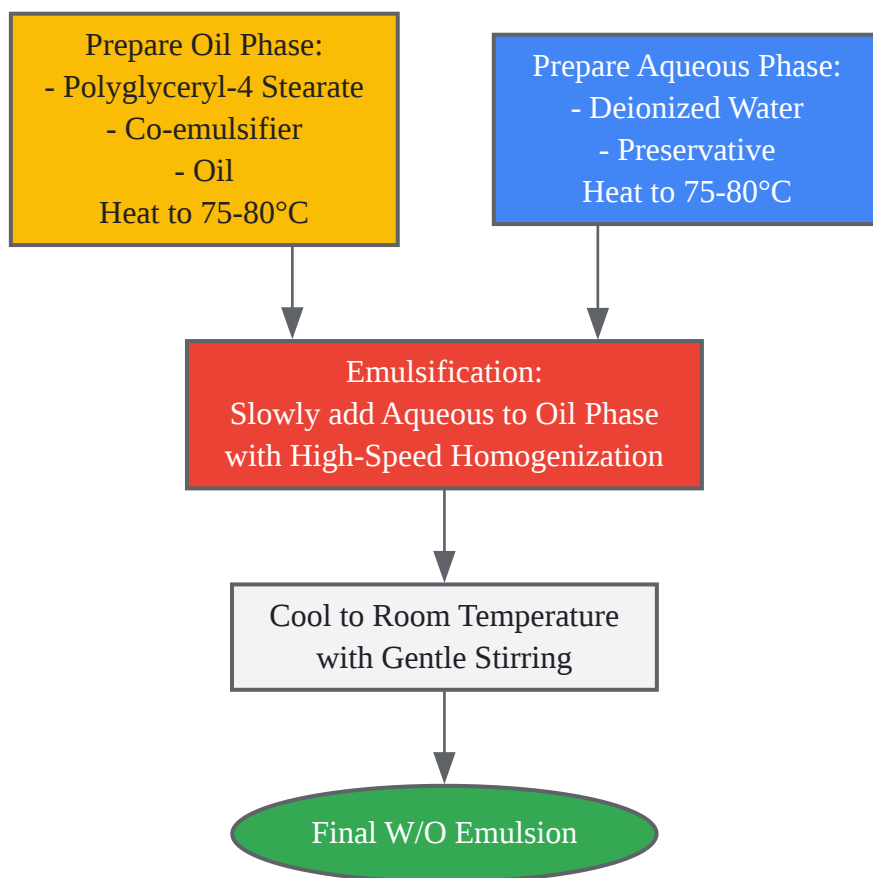 Prepare Oil Phase:
- Polyglyceryl-4 Stearate
- Co-emulsifier
- Oil
Heat to 75-80°C
Prepare Aqueous Phase:
- Deionized Water
- Preservative
Heat to 75-80°C
Emulsification:
Slowly add Aqueous to Oil Phase
with High-Speed Homogenization
Cool to Room Temperature
with Gentle Stirring
Final W/O Emulsion